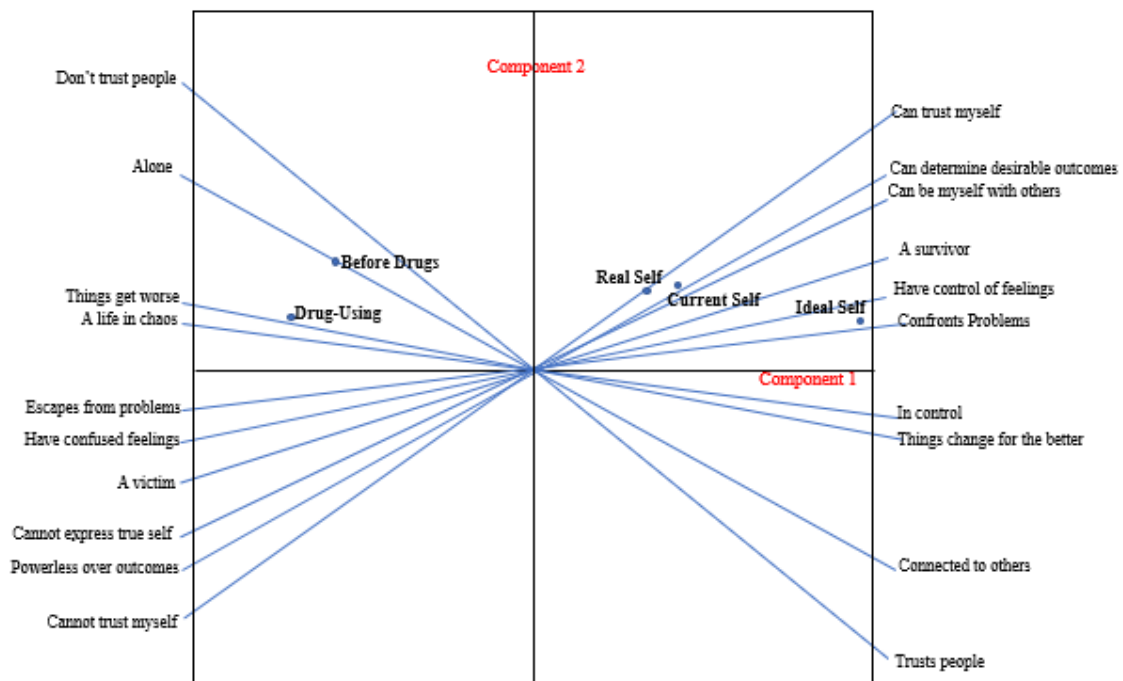 Component 2
Don't trust people
Can trust myself
Alone
Can determine desirable outcomes
Can be myself with others
A survivor
Before Drugs
Real Self
Have control of feelings
Things get worse
Current Self
Ideal Self
Drug-Using
A life in chaos
Confronts Problems
Component 1
Escapes from problems
In control
Have confused feelings
Things change for the better
A victim
Cannot express true self
Powerless over outcomes
Connected to others
Cannot trust myself
Trusts people